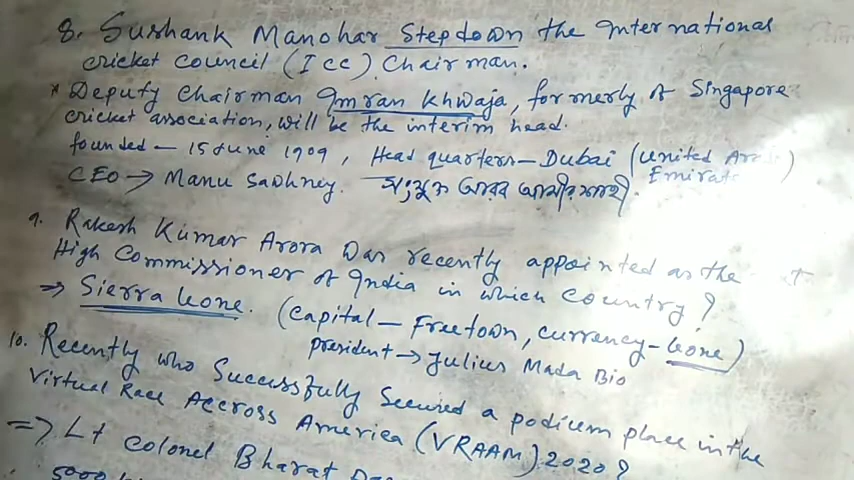 8. Sushank Manohar Stepdown the International
cricket council (Icc) Chairman.
* Deputy Chairman Imran Khwaja, formerly of Singapore
cricket association, will be the interim head.
founded — 15 June 1909, Head quarters — Dubai (United Arab)
CEO → Manu Sawhney. Emirate
9. Rakesh Kumar Arora was recently appointed as the
High Commissioner of India in which country?
⇒ Sierra leone. (capital — Freetown, currency - leone)
president → Julius Mada Bio
10. Recently who Successfully Secured a podium place in the
Virtual Race Accross America (VRAAM) 2020?
⇒ Lt colonel Bharat
5000